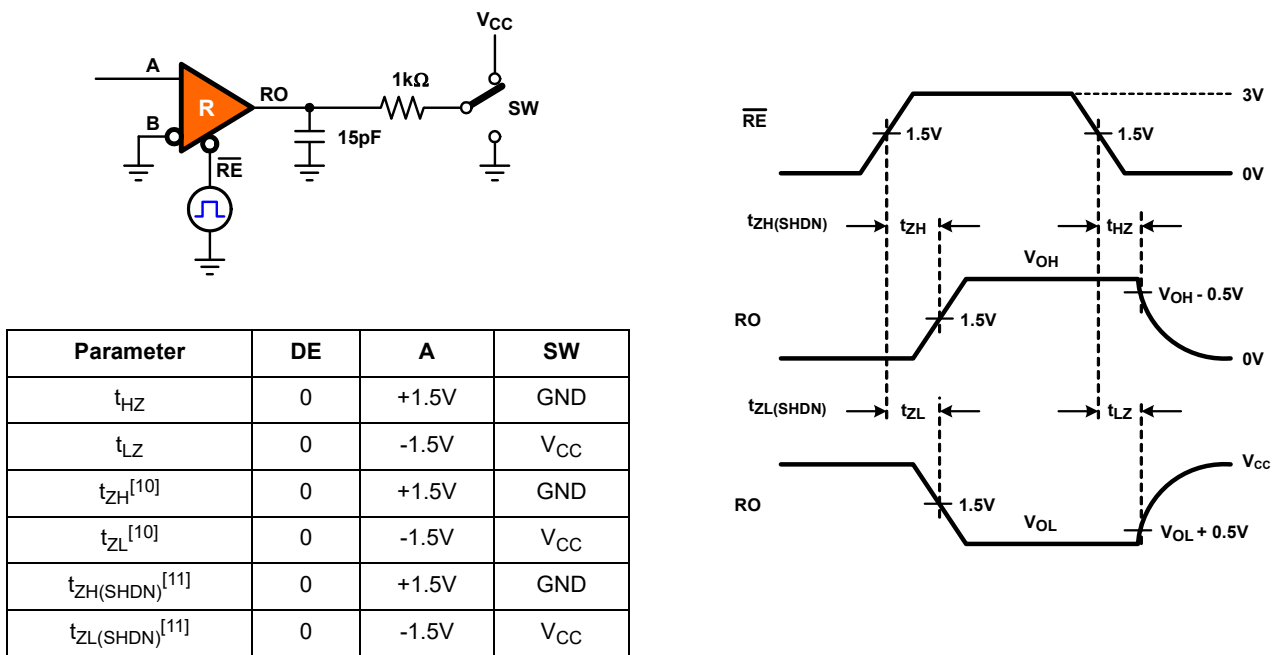 VCC
A
B
R
RO
1kΩ
SW
15pF
RE
Parameter DE A SW
tHZ 0 +1.5V GND
tLZ 0 -1.5V VCC
tZH[10] 0 +1.5V GND
tZL[10] 0 -1.5V VCC
tZH(SHDN)[11] 0 +1.5V GND
tZL(SHDN)[11] 0 -1.5V VCC
RE
3V
1.5V
1.5V
0V
tZH(SHDN) tZH tHZ
VOH
VOH - 0.5V
RO
1.5V
0V
tZL(SHDN) tZL tLZ
VCC
RO
1.5V
VOL
VOL + 0.5V